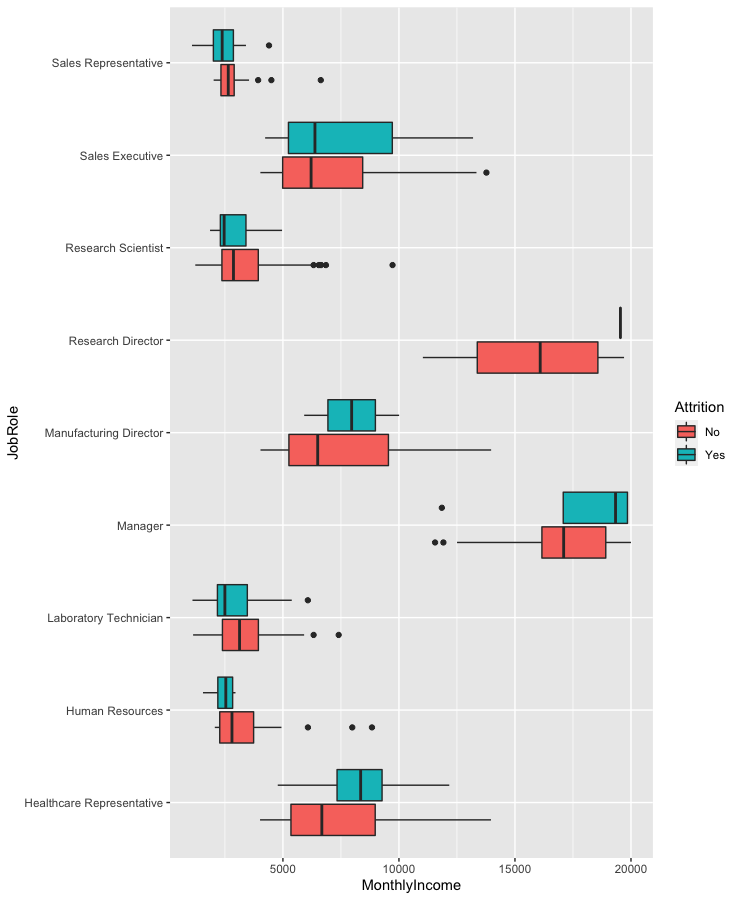 Sales Representative
Sales Executive
Research Scientist
Research Director
Manufacturing Director
Manager
Laboratory Technician
Human Resources
Healthcare Representative
JobRole
5000 10000 15000 20000
MonthlyIncome
Attrition
No
Yes